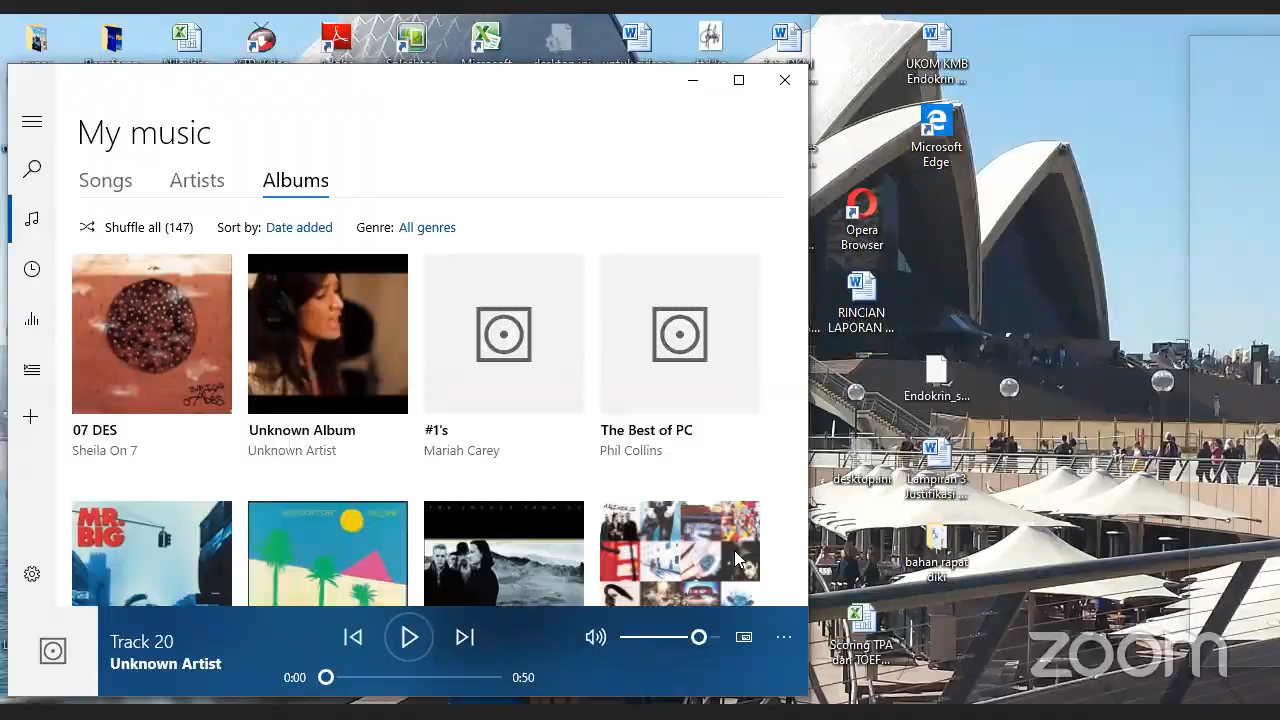 My music
Songs
Artists
Albums
Shuffle all (147)
Sort by: Date added
Genre: All genres
07 DES
Sheila On 7
Unknown Album
Unknown Artist
#1's
Mariah Carey
The Best of PC
Phil Collins
MR.
BIG
Track 20
Unknown Artist
0:00
0:50
UKOM KMB
Endokrin ...
Microsoft
Edge
Opera
Browser
RINCIAN
LAPORAN ...
Endokrin_s...
desktop.ini
Lampiran 3
Justifikasi ...
bahan rapat
diki
Scoring TPA
dan TOEF...
zoom